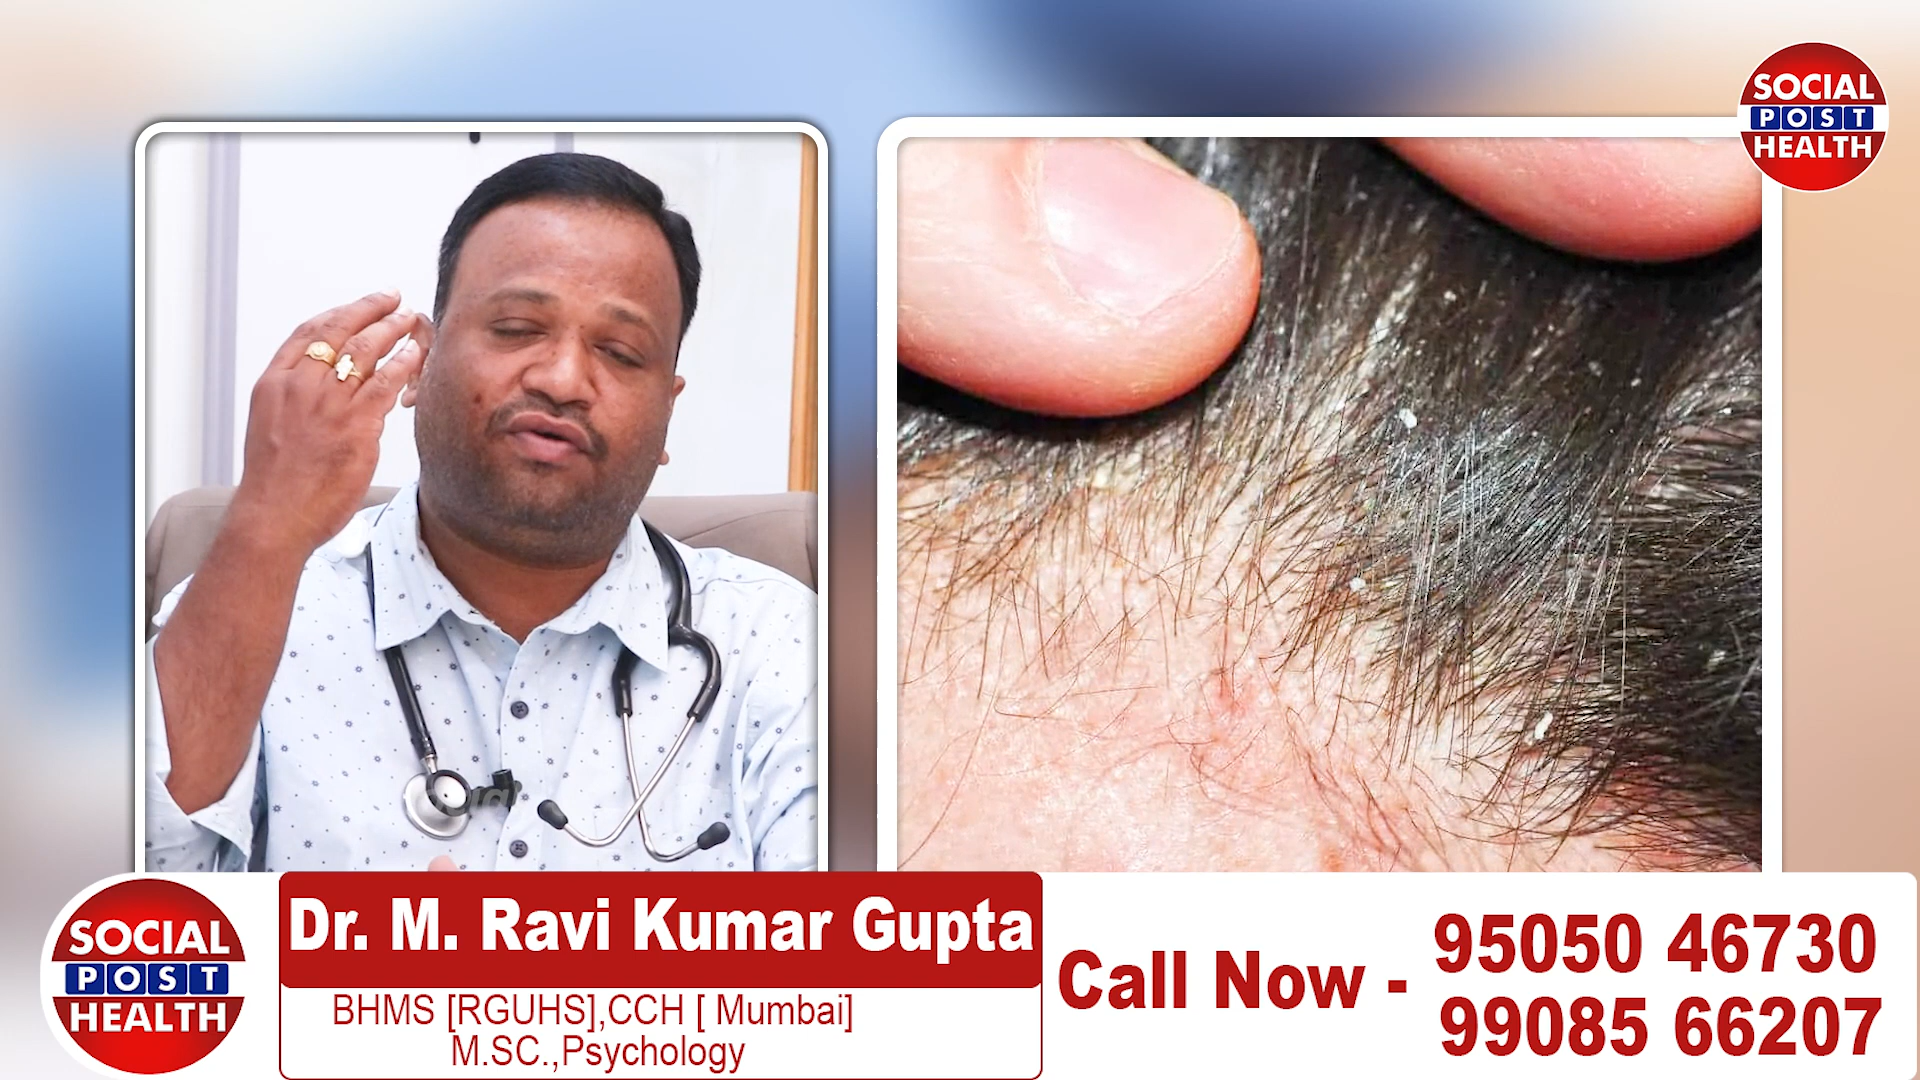 SOCIAL
POST
HEALTH
SOCIAL
POST
HEALTH
Dr. M. Ravi Kumar Gupta
BHMS [RGUHS],CCH [ Mumbai]
M.SC.,Psychology
Call Now -
95050 46730
99085 66207